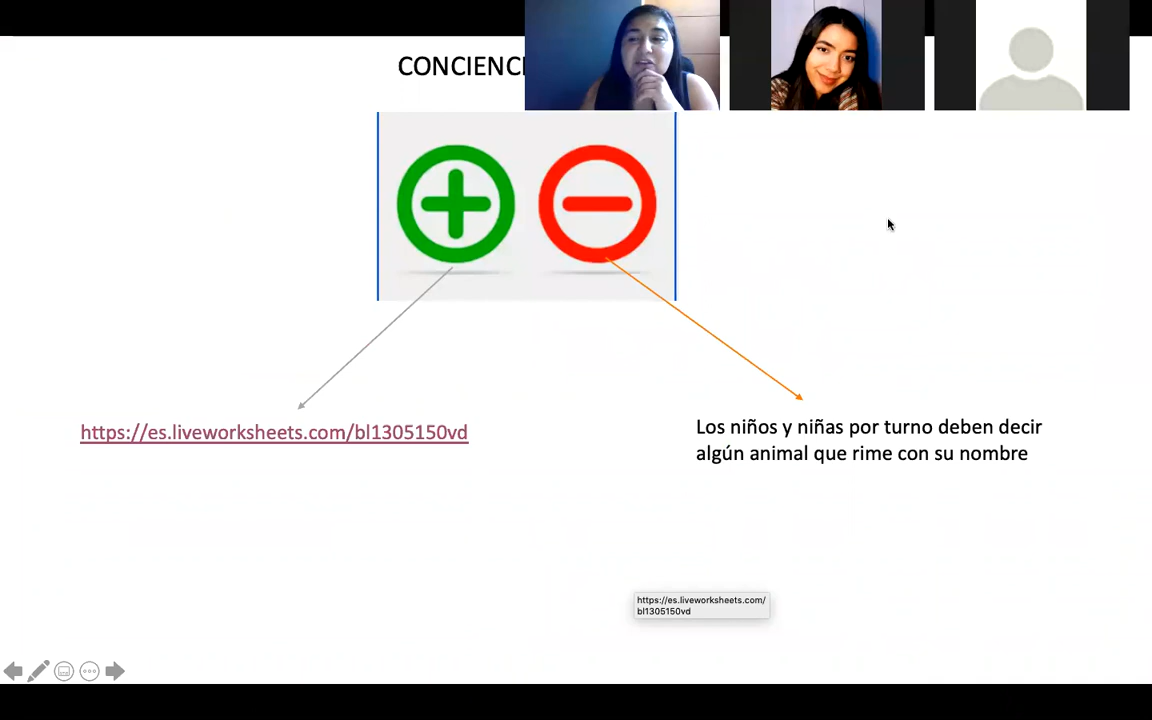 CONCIENCI
https://es.liveworksheets.com/bl1305150vd
Los niños y niñas por turno deben decir
algún animal que rime con su nombre
https://es.liveworksheets.com/
bl1305150vd